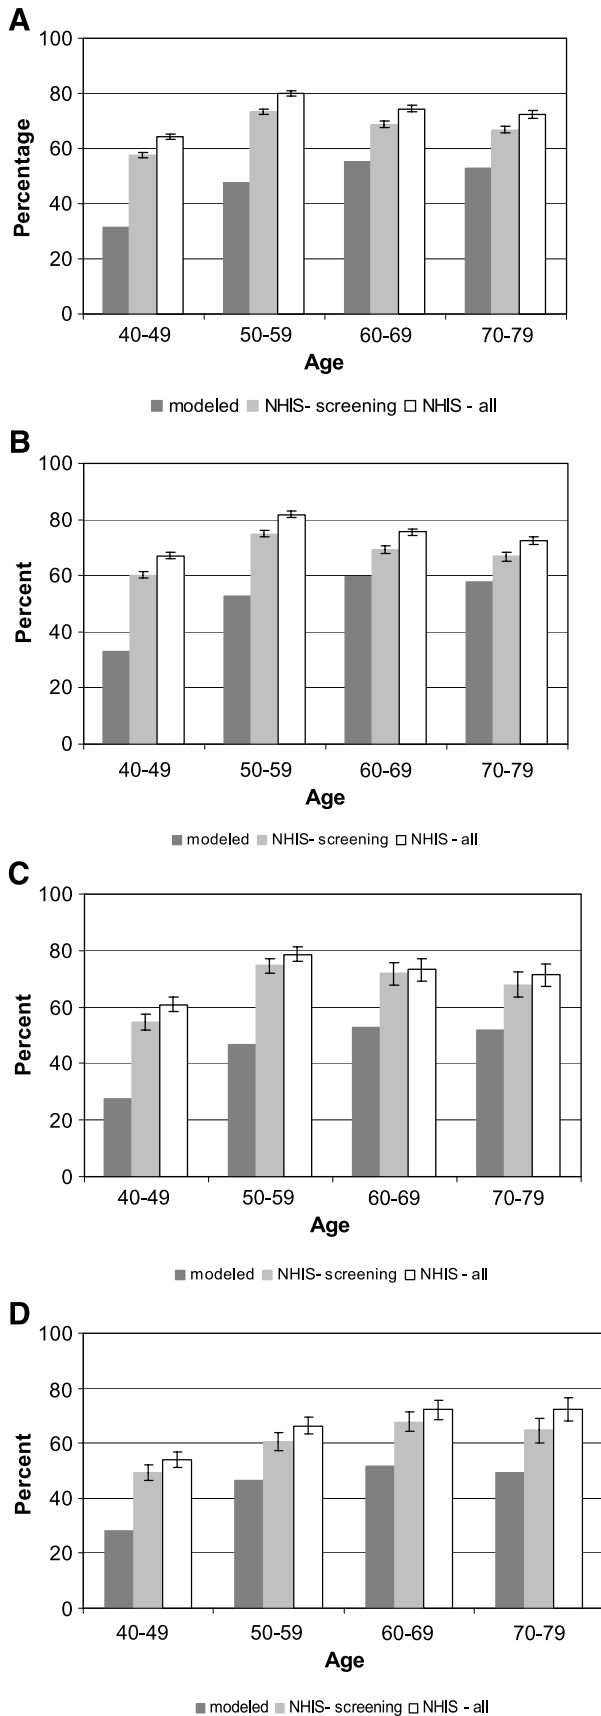 A
100
80
60
40
20
0
Percentage
40-49 50-59 60-69 70-79
Age
modeled NHIS- screening NHIS - all
B
100
80
60
40
20
0
Percent
40-49 50-59 60-69 70-79
Age
modeled NHIS- screening NHIS - all
C
100
80
60
40
20
0
Percent
40-49 50-59 60-69 70-79
Age
modeled NHIS- screening NHIS - all
D
100
80
60
40
20
0
Percent
40-49 50-59 60-69 70-79
Age
modeled NHIS- screening NHIS - all